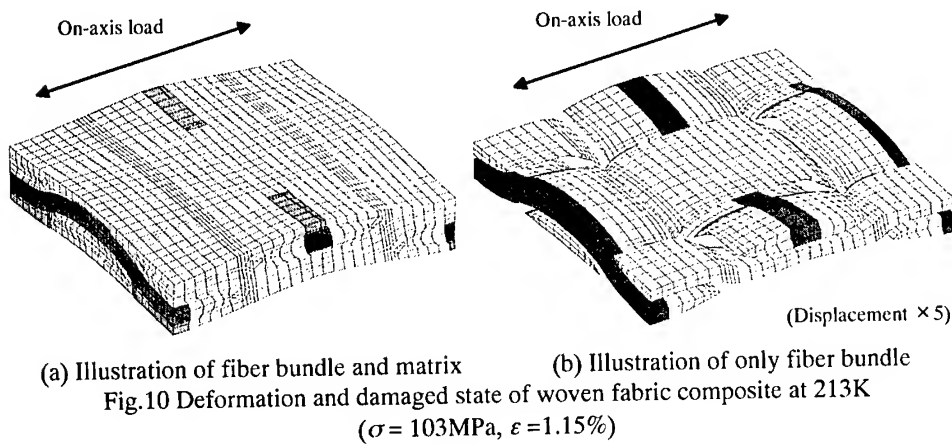 On-axis load
On-axis load
(Displacement × 5)
(a) Illustration of fiber bundle and matrix
(b) Illustration of only fiber bundle
Fig.10 Deformation and damaged state of woven fabric composite at 213K
(σ= 103MPa, ε =1.15%)